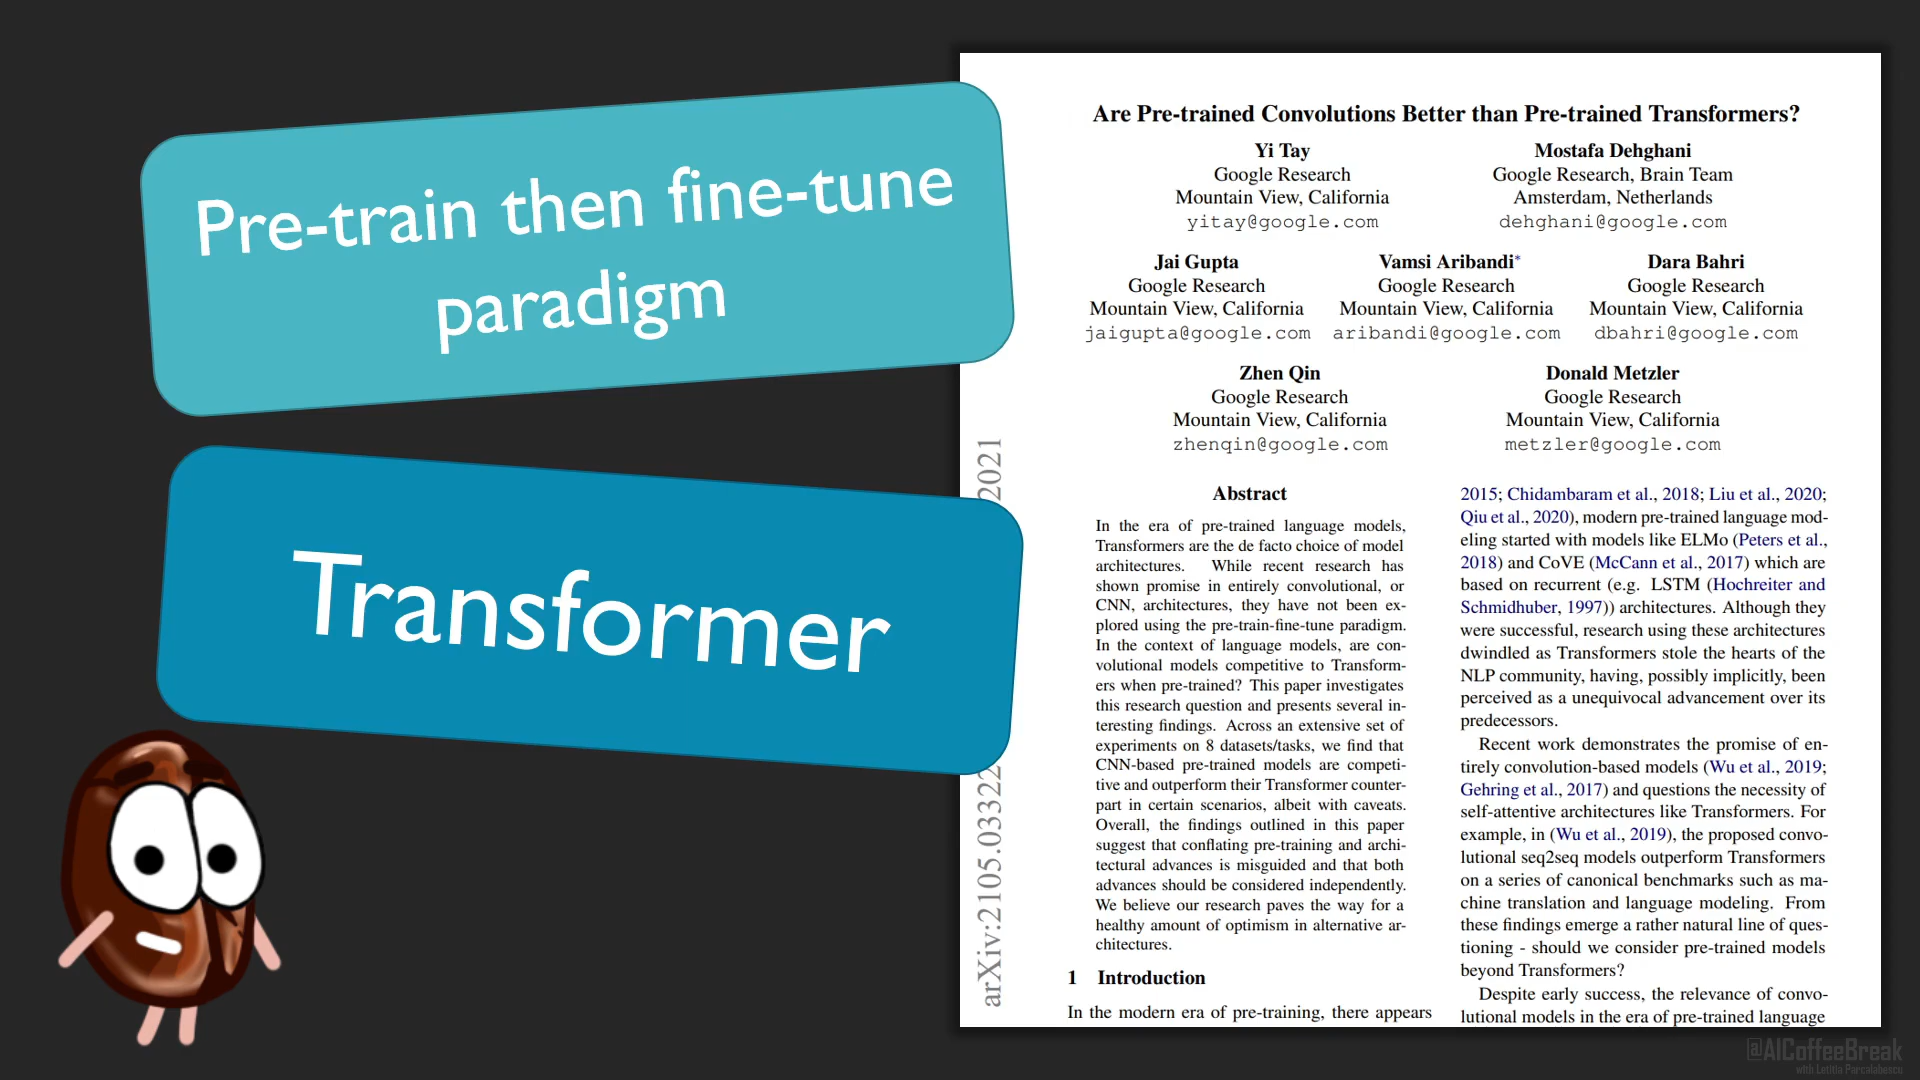 Pre-train then fine-tune
paradigm
Transformer
Are Pre-trained Convolutions Better than Pre-trained Transformers?
Yi Tay
Google Research
Mountain View, California
yitay@google.com
Mostafa Dehghani
Google Research, Brain Team
Amsterdam, Netherlands
dehghani@google.com
Jai Gupta
Google Research
Mountain View, California
jaigupta@google.com
Vamsi Aribandi*
Google Research
Mountain View, California
aribandi@google.com
Dara Bahri
Google Research
Mountain View, California
dbahri@google.com
Zhen Qin
Google Research
Mountain View, California
zhenqin@google.com
Donald Metzler
Google Research
Mountain View, California
metzler@google.com
arXiv:2105.03322
2021
Abstract
In the era of pre-trained language models,
Transformers are the de facto choice of model
architectures. While recent research has
shown promise in entirely convolutional, or
CNN, architectures, they have not been ex-
plored using the pre-train-fine-tune paradigm.
In the context of language models, are con-
volutional models competitive to Transform-
ers when pre-trained? This paper investigates
this research question and presents several in-
teresting findings. Across an extensive set of
experiments on 8 datasets/tasks, we find that
CNN-based pre-trained models are competi-
tive and outperform their Transformer counter-
part in certain scenarios, albeit with caveats.
Overall, the findings outlined in this paper
suggest that conflating pre-training and archi-
tectural advances is misguided and that both
advances should be considered independently.
We believe our research paves the way for a
healthy amount of optimism in alternative ar-
chitectures.
1 Introduction
In the modern era of pre-training, there appears
2015; Chidambaram et al., 2018; Liu et al., 2020;
Qiu et al., 2020), modern pre-trained language mod-
eling started with models like ELMo (Peters et al.,
2018) and CoVE (McCann et al., 2017) which are
based on recurrent (e.g. LSTM (Hochreiter and
Schmidhuber, 1997)) architectures. Although they
were successful, research using these architectures
dwindled as Transformers stole the hearts of the
NLP community, having, possibly implicitly, been
perceived as a unequivocal advancement over its
predecessors.
Recent work demonstrates the promise of en-
tirely convolution-based models (Wu et al., 2019;
Gehring et al., 2017) and questions the necessity of
self-attentive architectures like Transformers. For
example, in (Wu et al., 2019), the proposed convo-
lutional seq2seq models outperform Transformers
on a series of canonical benchmarks such as ma-
chine translation and language modeling. From
these findings emerge a rather natural line of ques-
tioning - should we consider pre-trained models
beyond Transformers?
Despite early success, the relevance of convo-
lutional models in the era of pre-trained language
@AICoffeeBreak
with Letitia Parcalabescu